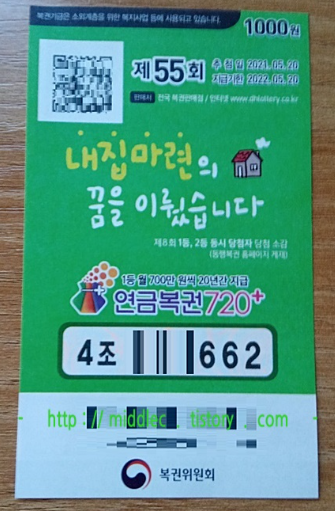 복권기금은 소외계층을 위한 복지사업 등에 사용되고 있습니다.
1000원
제55회
추 첨 일 2021. 05. 20
지급기한 2022. 05. 20
판매처 전국 복권판매점 / 인터넷 www.dhlottery.co.kr
내집마련의
꿈을 이뤘습니다
제8회 1등, 2등 동시 당첨자 당첨 소감
(동행복권 홈페이지 게재)
1등 월 700만 원씩 20년간 지급
연금복권720+
4조 662
http://middlec.tistory.com
복권위원회